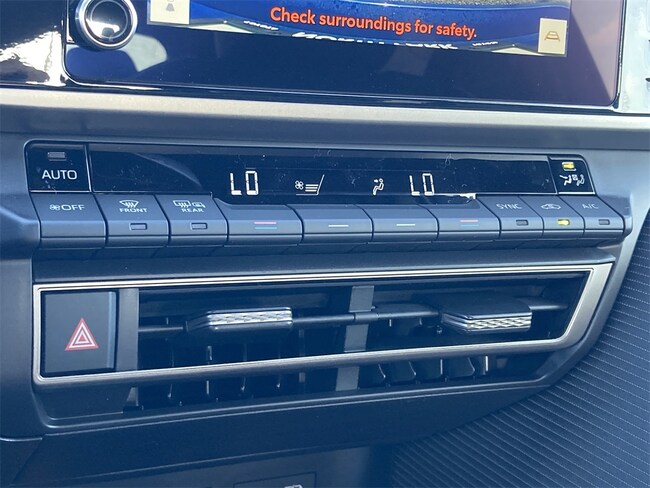 Check surroundings for safety.
AUTO
LO
LO
OFF
FRONT
REAR
SYNC
A/C